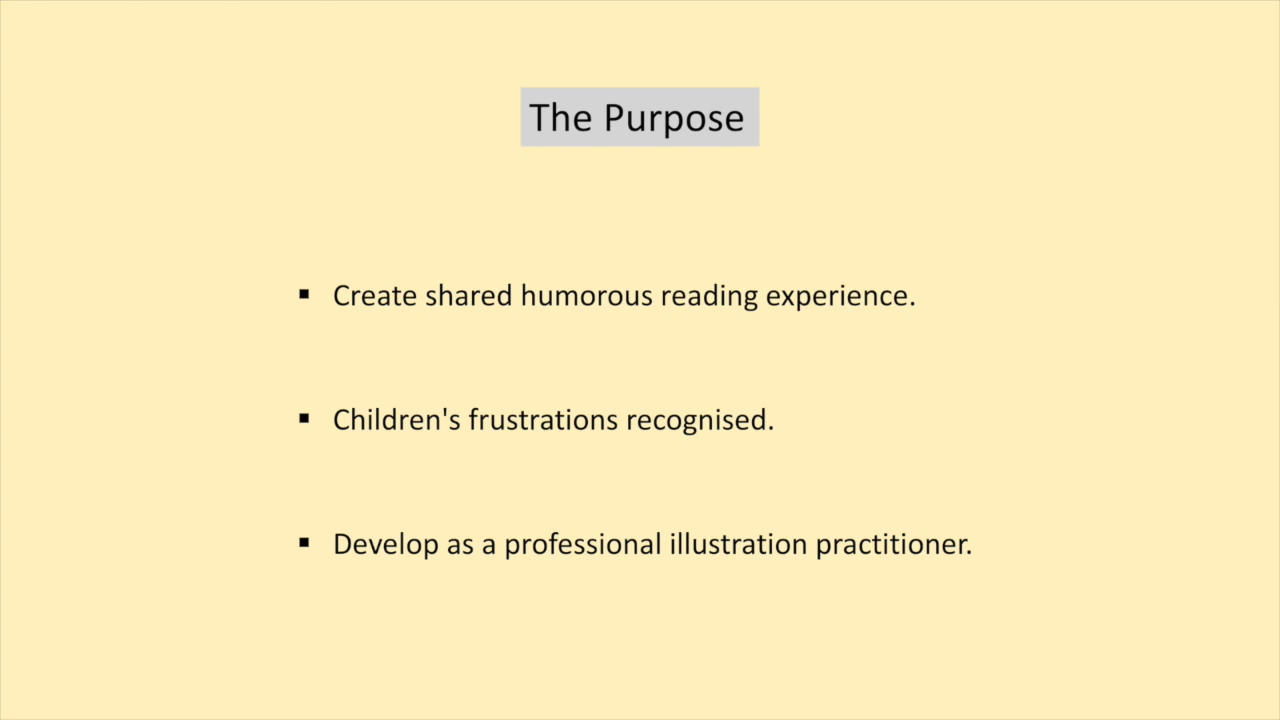 The Purpose
▪ Create shared humorous reading experience.
▪ Children's frustrations recognised.
▪ Develop as a professional illustration practitioner.